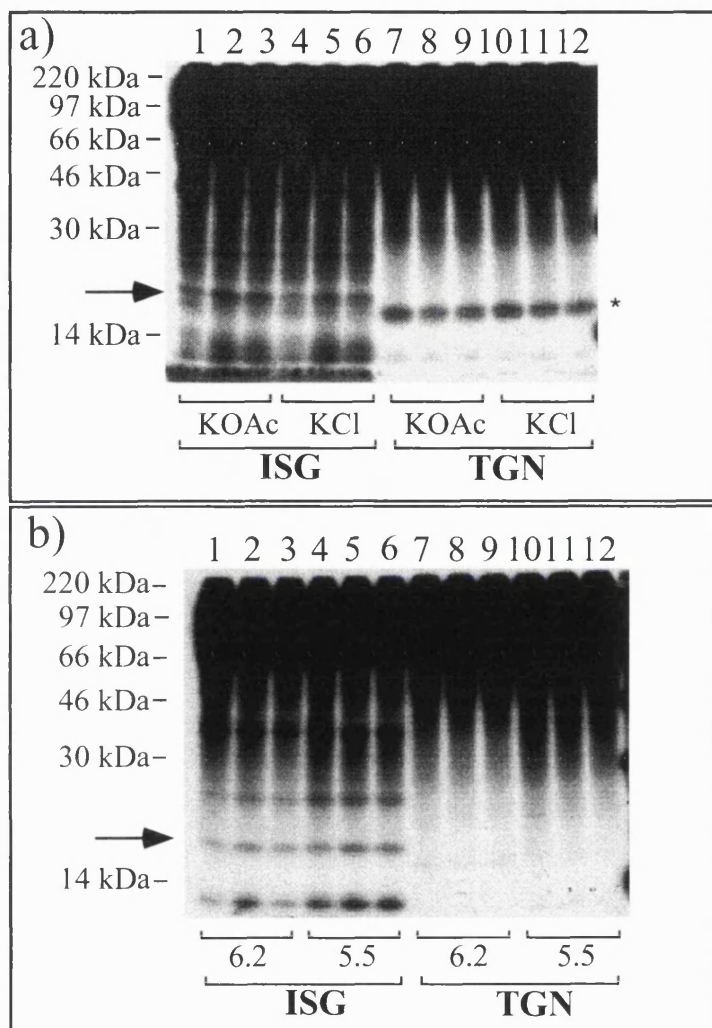 a)
1 2 3 4 5 6 7 8 9 10 11 12
220 kDa
97 kDa
66 kDa
46 kDa
30 kDa
14 kDa
*
KOAc KCl KOAc KCl
ISG TGN
b)
1 2 3 4 5 6 7 8 9 10 11 12
220 kDa
97 kDa
66 kDa
46 kDa
30 kDa
14 kDa
6.2 5.5 6.2 5.5
ISG TGN